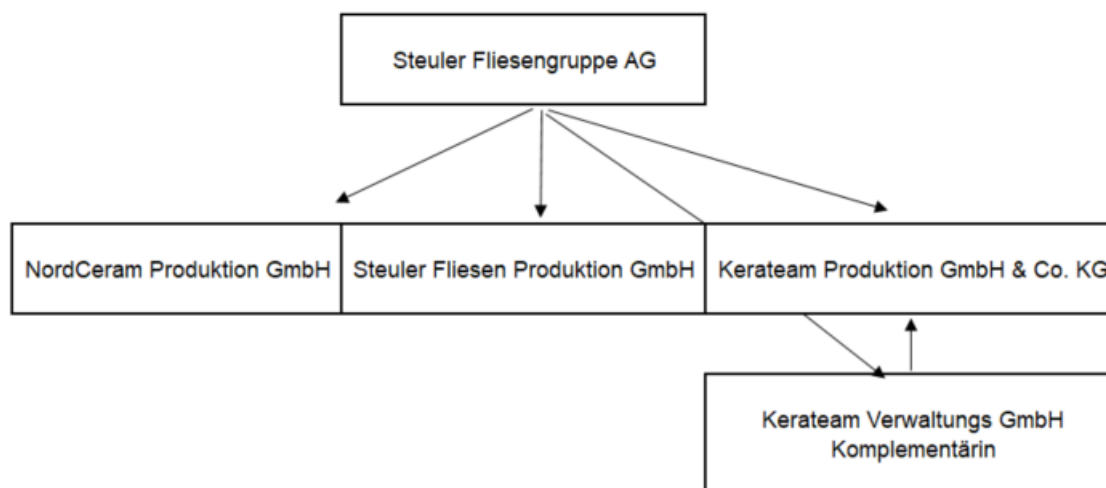 Steuler Fliesengruppe AG
NordCeram Produktion GmbH
Steuler Fliesen Produktion GmbH
Kerateam Produktion GmbH & Co. KG
Kerateam Verwaltungs GmbH
Komplementärin